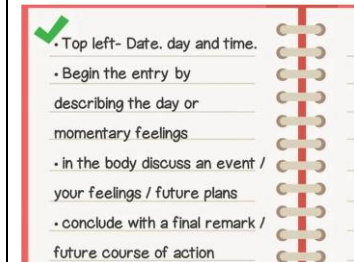 • Top left- Date. day and time.
• Begin the entry by
describing the day or
momentary feelings
• in the body discuss an event /
your feelings / future plans
• conclude with a final remark /
future course of action